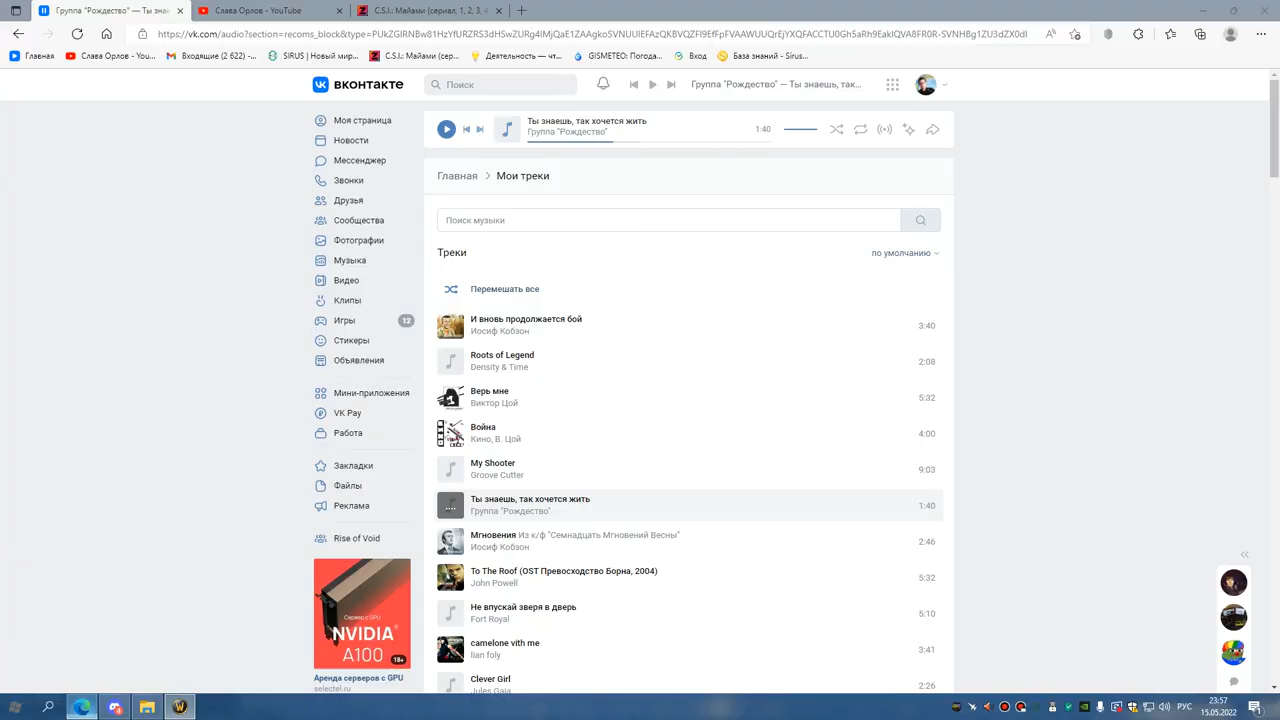 Группа "Рождество" — Ты знае
Слава Орлов - YouTube
C.S.I.: Майами (сериал, 1, 2, 3, 4
https://vk.com/audio?section=recoms_block&type=
Главная
Слава Орлов - You...
Входящие (2 622) -...
SIRUS | Новый мир...
C.S.I.: Майами (сер...
Деятельность — чт...
GISMETEO: Погода...
Вход
База знаний - Sirus...
ВКОНТАКТЕ
Поиск
Группа "Рождество" — Ты знаешь, так...
Моя страница
Новости
Мессенджер
Звонки
Друзья
Сообщества
Фотографии
Музыка
Видео
Клипы
Игры 12
Стикеры
Объявления
Мини-приложения
VK Pay
Работа
Закладки
Файлы
Реклама
Rise of Void
Сервер с GPU
NVIDIA®
A100
18+
Аренда серверов с GPU
selectel.ru
Ты знаешь, так хочется жить
Группа "Рождество"
1:40
Главная Мои треки
Поиск музыки
Треки
по умолчанию
Перемешать все
И вновь продолжается бой
Иосиф Кобзон
3:40
Roots of Legend
Density & Time
2:08
Верь мне
Виктор Цой
5:32
Война
Кино, В. Цой
4:00
My Shooter
Groove Cutter
9:03
Ты знаешь, так хочется жить
Группа "Рождество"
1:40
Мгновения Из к/ф "Семнадцать Мгновений Весны"
Иосиф Кобзон
2:46
To The Roof (OST Превосходство Борна, 2004)
John Powell
5:32
Не впускай зверя в дверь
Fort Royal
5:10
camelone vith me
lian foly
3:41
Clever Girl
Jules Gaia
2:26
РУС
23:57
15.05.2022